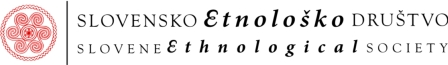 SLOVENSKO Etnološko DRUŠTVO
SLOVENE Ethnological SOCIETY